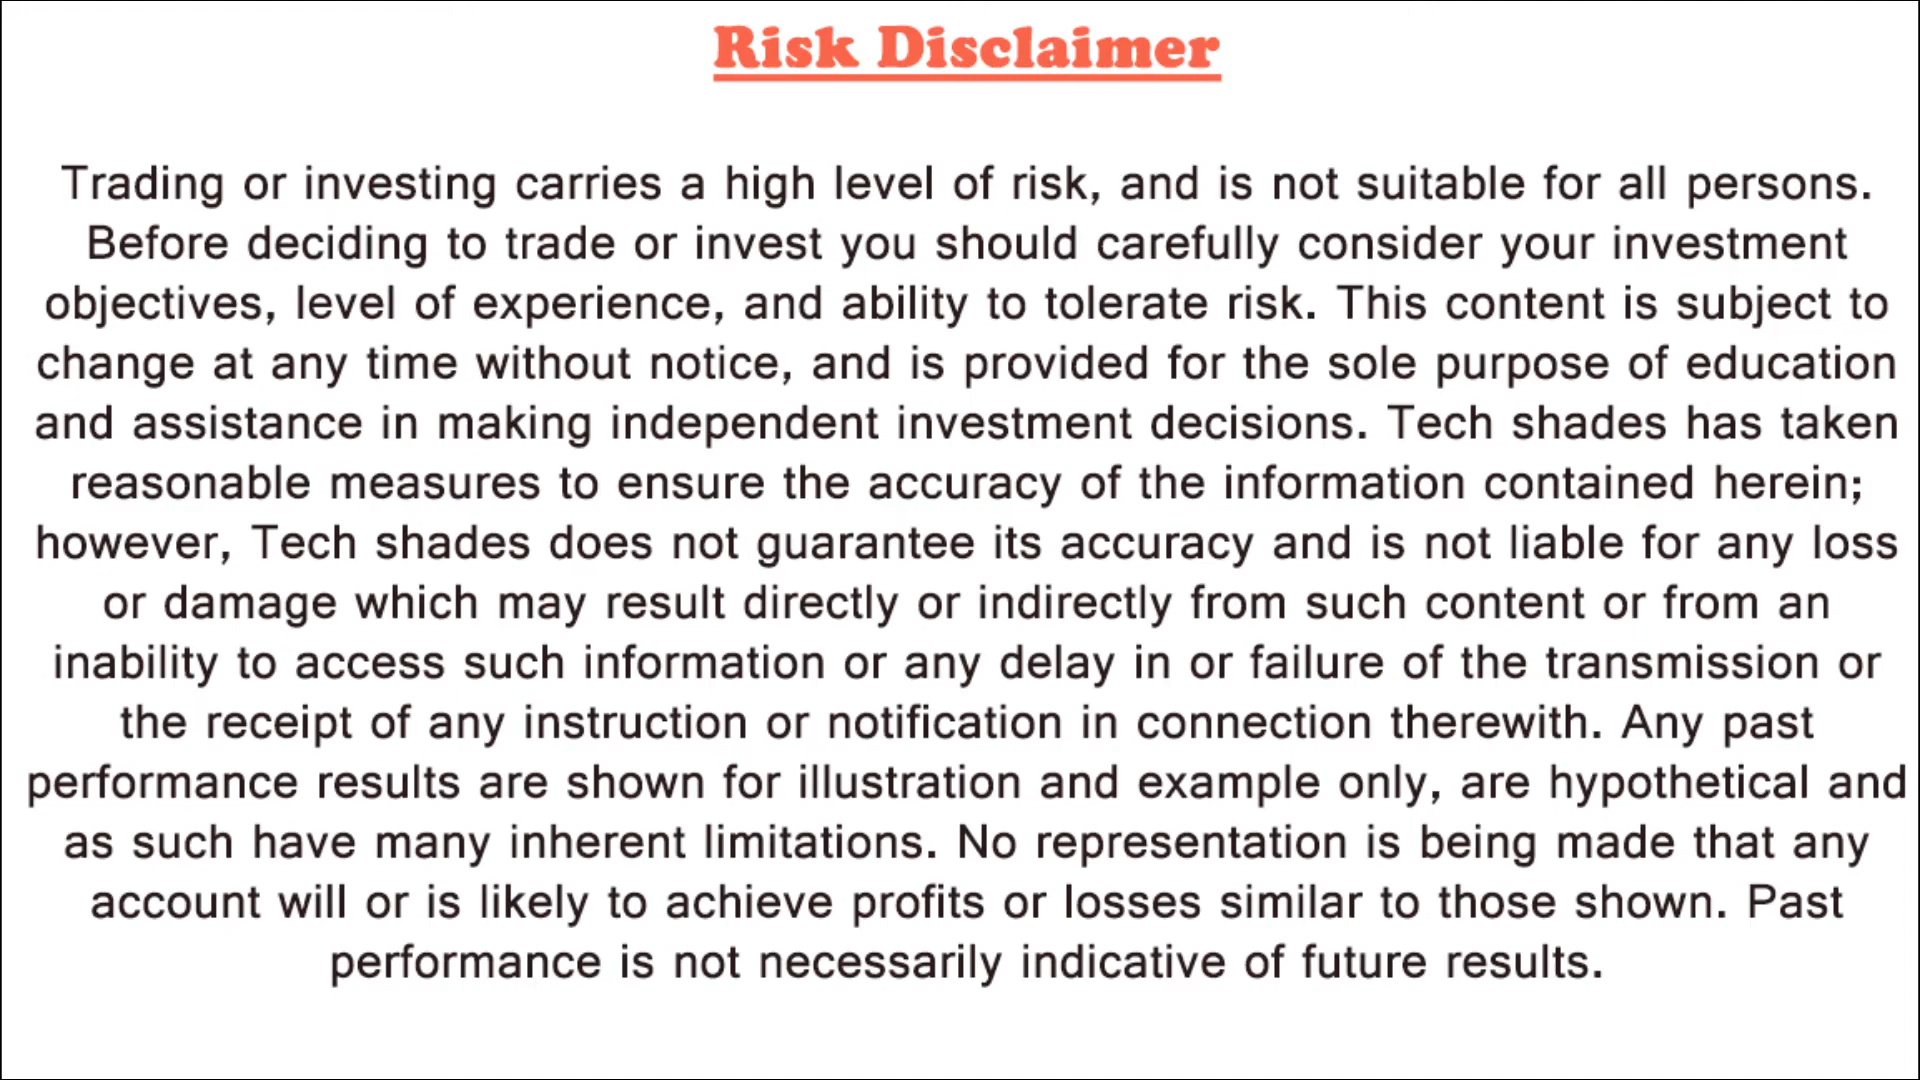 Risk Disclaimer
Trading or investing carries a high level of risk, and is not suitable for all persons.
Before deciding to trade or invest you should carefully consider your investment
objectives, level of experience, and ability to tolerate risk. This content is subject to
change at any time without notice, and is provided for the sole purpose of education
and assistance in making independent investment decisions. Tech shades has taken
reasonable measures to ensure the accuracy of the information contained herein;
however, Tech shades does not guarantee its accuracy and is not liable for any loss
or damage which may result directly or indirectly from such content or from an
inability to access such information or any delay in or failure of the transmission or
the receipt of any instruction or notification in connection therewith. Any past
performance results are shown for illustration and example only, are hypothetical and
as such have many inherent limitations. No representation is being made that any
account will or is likely to achieve profits or losses similar to those shown. Past
performance is not necessarily indicative of future results.